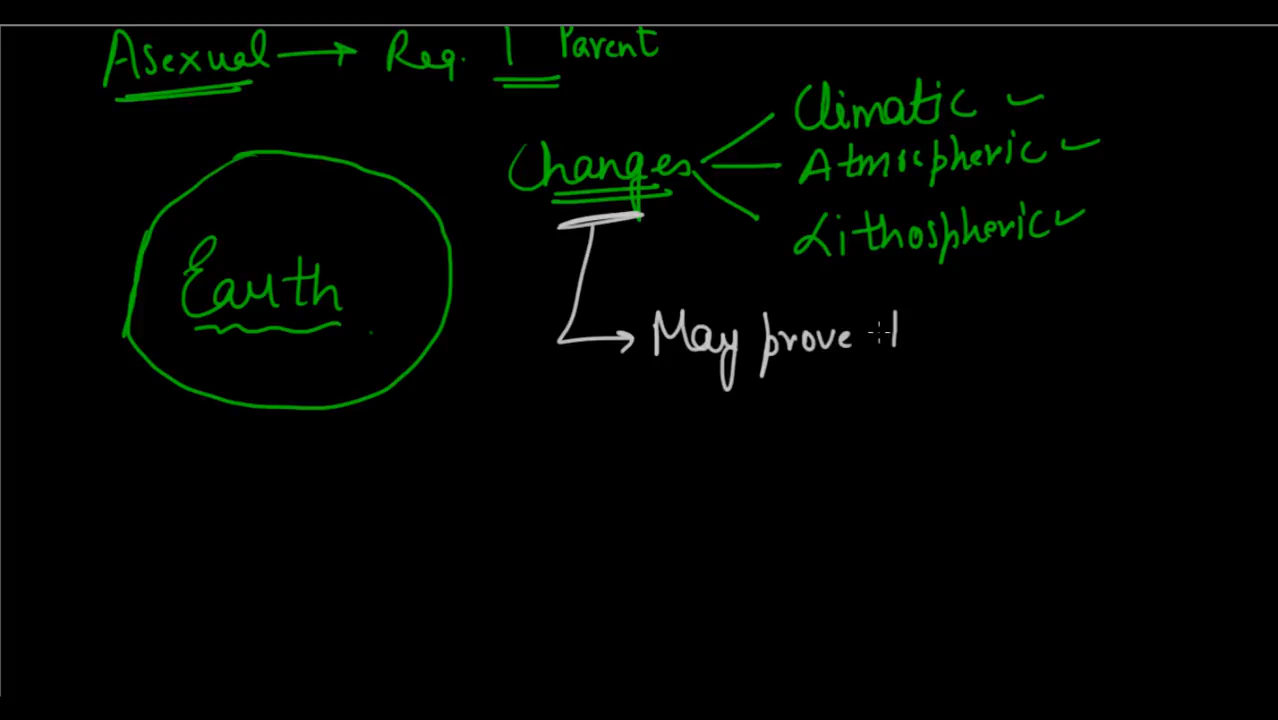 Asexual → Req. 1 Parent
Changes
Climatic ✓
Atmospheric ✓
Lithospheric ✓
Earth
→ May prove